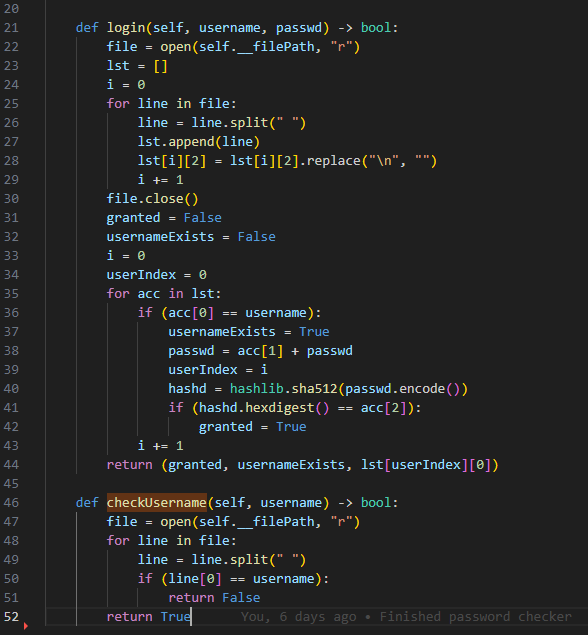 20
21 def login(self, username, passwd) -> bool:
22 file = open(self.__filePath, "r")
23 lst = []
24 i = 0
25 for line in file:
26 line = line.split(" ")
27 lst.append(line)
28 lst[i][2] = lst[i][2].replace("\n", "")
29 i += 1
30 file.close()
31 granted = False
32 usernameExists = False
33 i = 0
34 userIndex = 0
35 for acc in lst:
36 if (acc[0] == username):
37 usernameExists = True
38 passwd = acc[1] + passwd
39 userIndex = i
40 hashd = hashlib.sha512(passwd.encode())
41 if (hashd.hexdigest() == acc[2]):
42 granted = True
43 i += 1
44 return (granted, usernameExists, lst[userIndex][0])
45
46 def checkUsername(self, username) -> bool:
47 file = open(self.__filePath, "r")
48 for line in file:
49 line = line.split(" ")
50 if (line[0] == username):
51 return False
52 return True You, 6 days ago • Finished password checker